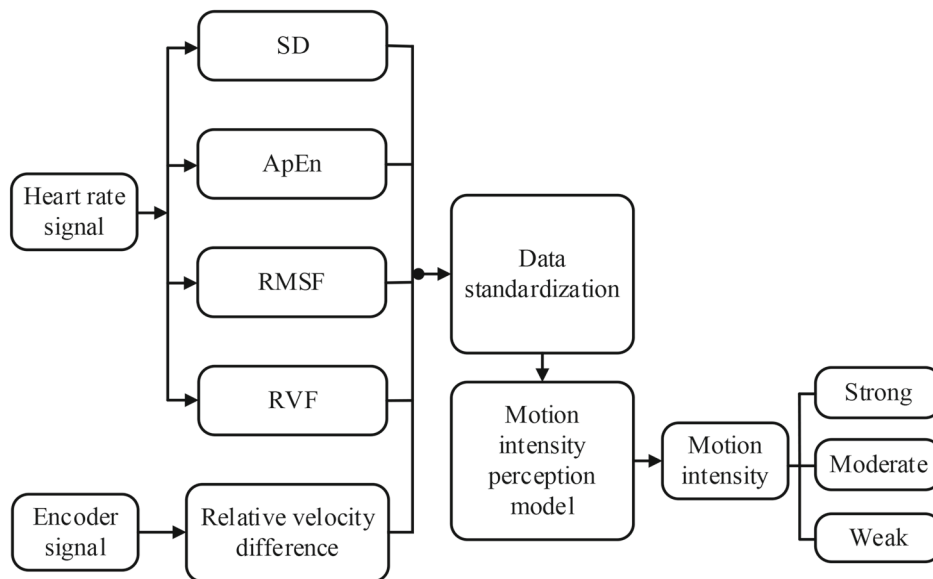 Heart rate
signal
SD
ApEn
RMSF
RVF
Encoder
signal
Relative velocity
difference
Data
standardization
Motion
intensity
perception
model
Motion
intensity
Strong
Moderate
Weak